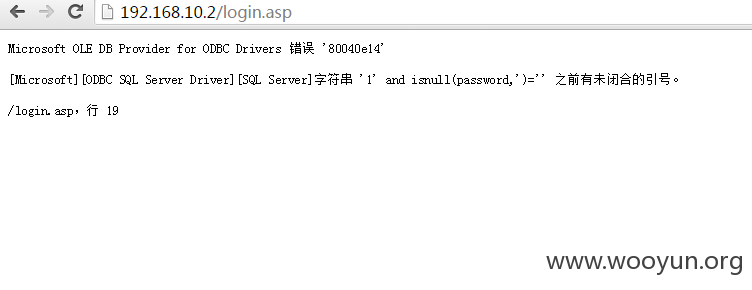 192.168.10.2/login.asp
Microsoft OLE DB Provider for ODBC Drivers 错误 '80040e14'
[Microsoft][ODBC SQL Server Driver][SQL Server]字符串 '1' and isnull(password,')='' 之前有未闭合的引号。
/login.asp，行 19
www.wooyun.org